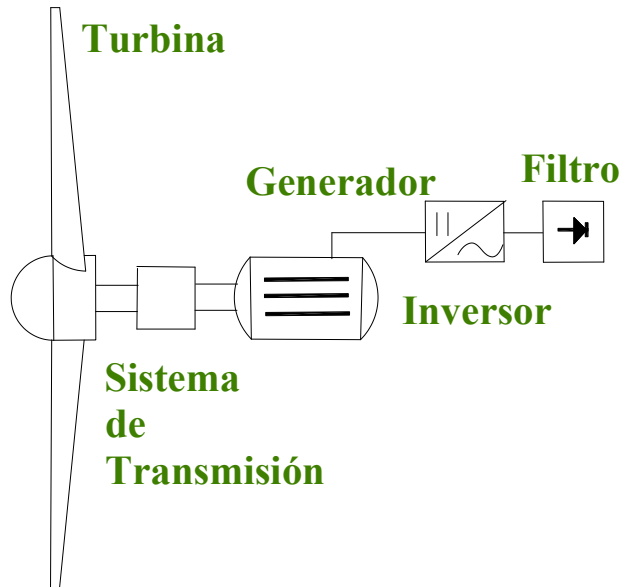 Turbina
Filtro
Generador
Inversor
Sistema
de
Transmisión